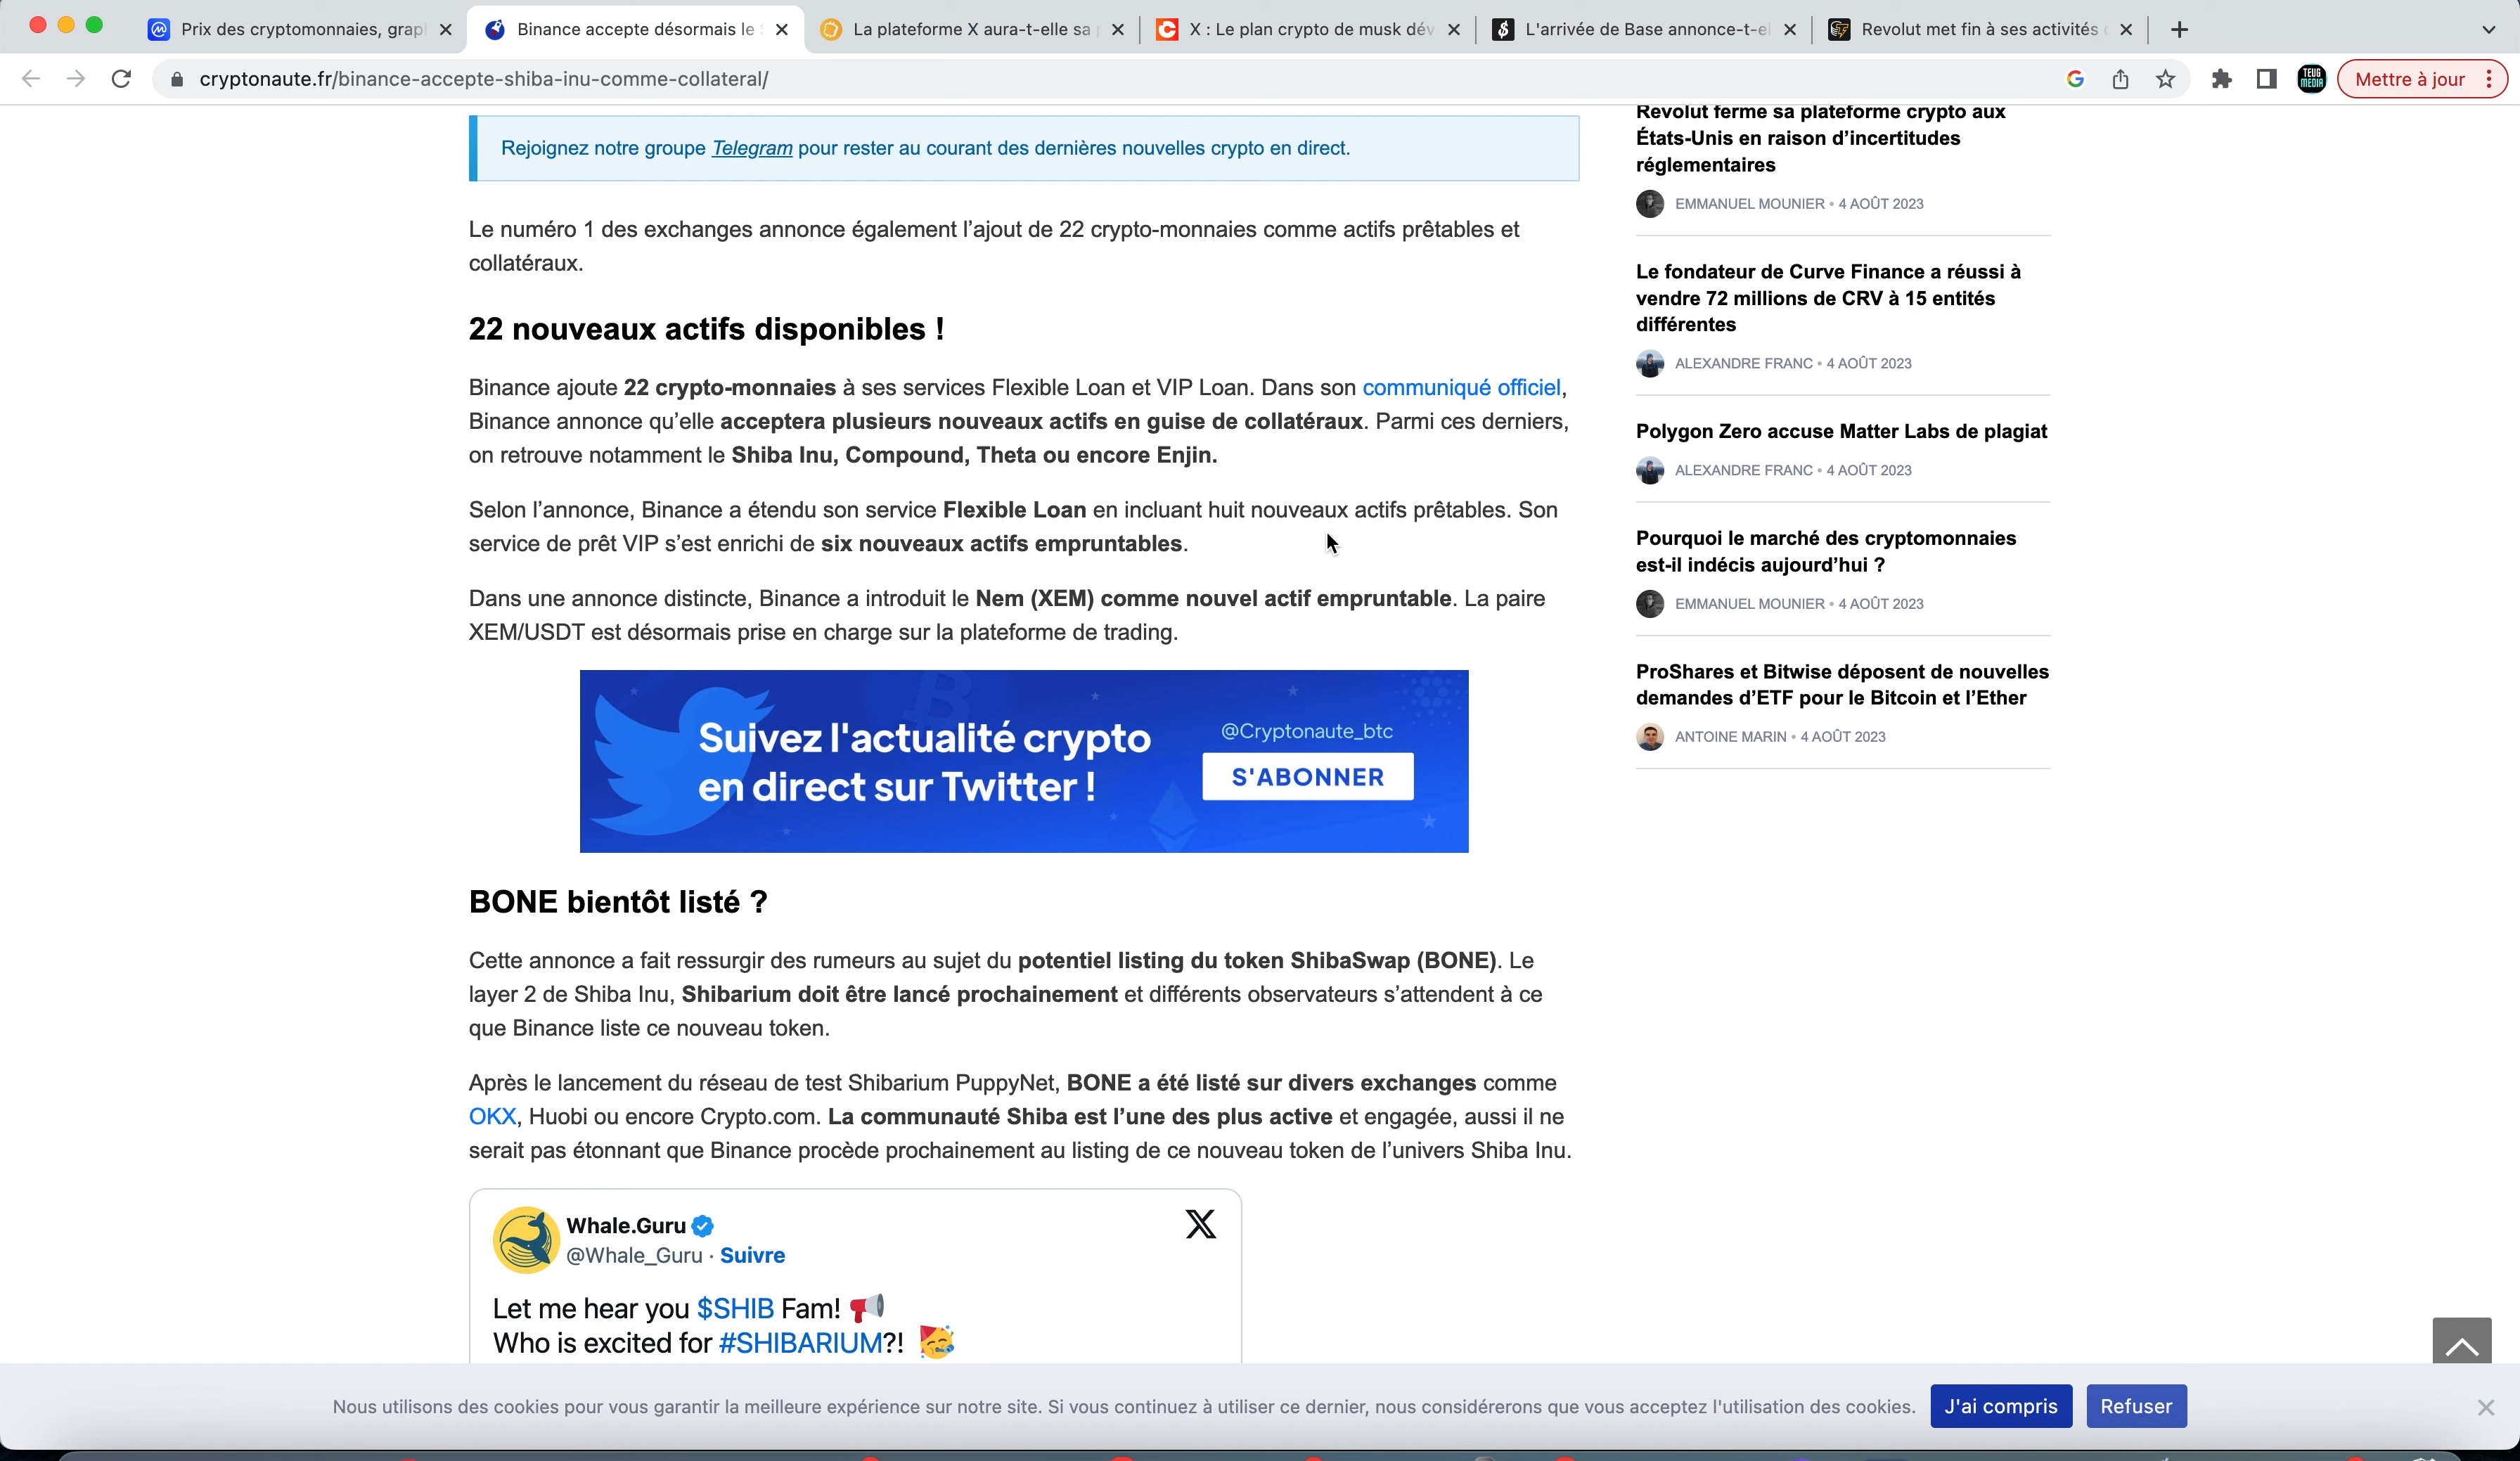 Prix des cryptomonnaies, grap
Binance accepte désormais le S
La plateforme X aura-t-elle sa
X : Le plan crypto de musk dév
L'arrivée de Base annonce-t-el
Revolut met fin à ses activités
cryptonaute.fr/binance-accepte-shiba-inu-comme-collateral/
TEUG
MEDIA
Mettre à jour
Rejoignez notre groupe Telegram pour rester au courant des dernières nouvelles crypto en direct.
Le numéro 1 des exchanges annonce également l’ajout de 22 crypto-monnaies comme actifs prêtables et
collatéraux.
22 nouveaux actifs disponibles !
Binance ajoute 22 crypto-monnaies à ses services Flexible Loan et VIP Loan. Dans son communiqué officiel,
Binance annonce qu’elle acceptera plusieurs nouveaux actifs en guise de collatéraux. Parmi ces derniers,
on retrouve notamment le Shiba Inu, Compound, Theta ou encore Enjin.
Selon l’annonce, Binance a étendu son service Flexible Loan en incluant huit nouveaux actifs prêtables. Son
service de prêt VIP s’est enrichi de six nouveaux actifs empruntables.
Dans une annonce distincte, Binance a introduit le Nem (XEM) comme nouvel actif empruntable. La paire
XEM/USDT est désormais prise en charge sur la plateforme de trading.
Suivez l'actualité crypto
en direct sur Twitter !
@Cryptonaute_btc
S'ABONNER
BONE bientôt listé ?
Cette annonce a fait ressurgir des rumeurs au sujet du potentiel listing du token ShibaSwap (BONE). Le
layer 2 de Shiba Inu, Shibarium doit être lancé prochainement et différents observateurs s’attendent à ce
que Binance liste ce nouveau token.
Après le lancement du réseau de test Shibarium PuppyNet, BONE a été listé sur divers exchanges comme
OKX, Huobi ou encore Crypto.com. La communauté Shiba est l’une des plus active et engagée, aussi il ne
serait pas étonnant que Binance procède prochainement au listing de ce nouveau token de l’univers Shiba Inu.
Whale.Guru
@Whale_Guru · Suivre
Let me hear you $SHIB Fam!
Who is excited for #SHIBARIUM?!
Revolut ferme sa plateforme crypto aux
États-Unis en raison d’incertitudes
réglementaires
EMMANUEL MOUNIER • 4 AOÛT 2023
Le fondateur de Curve Finance a réussi à
vendre 72 millions de CRV à 15 entités
différentes
ALEXANDRE FRANC • 4 AOÛT 2023
Polygon Zero accuse Matter Labs de plagiat
ALEXANDRE FRANC • 4 AOÛT 2023
Pourquoi le marché des cryptomonnaies
est-il indécis aujourd’hui ?
EMMANUEL MOUNIER • 4 AOÛT 2023
ProShares et Bitwise déposent de nouvelles
demandes d’ETF pour le Bitcoin et l’Ether
ANTOINE MARIN • 4 AOÛT 2023
Nous utilisons des cookies pour vous garantir la meilleure expérience sur notre site. Si vous continuez à utiliser ce dernier, nous considérerons que vous acceptez l'utilisation des cookies.
J'ai compris
Refuser